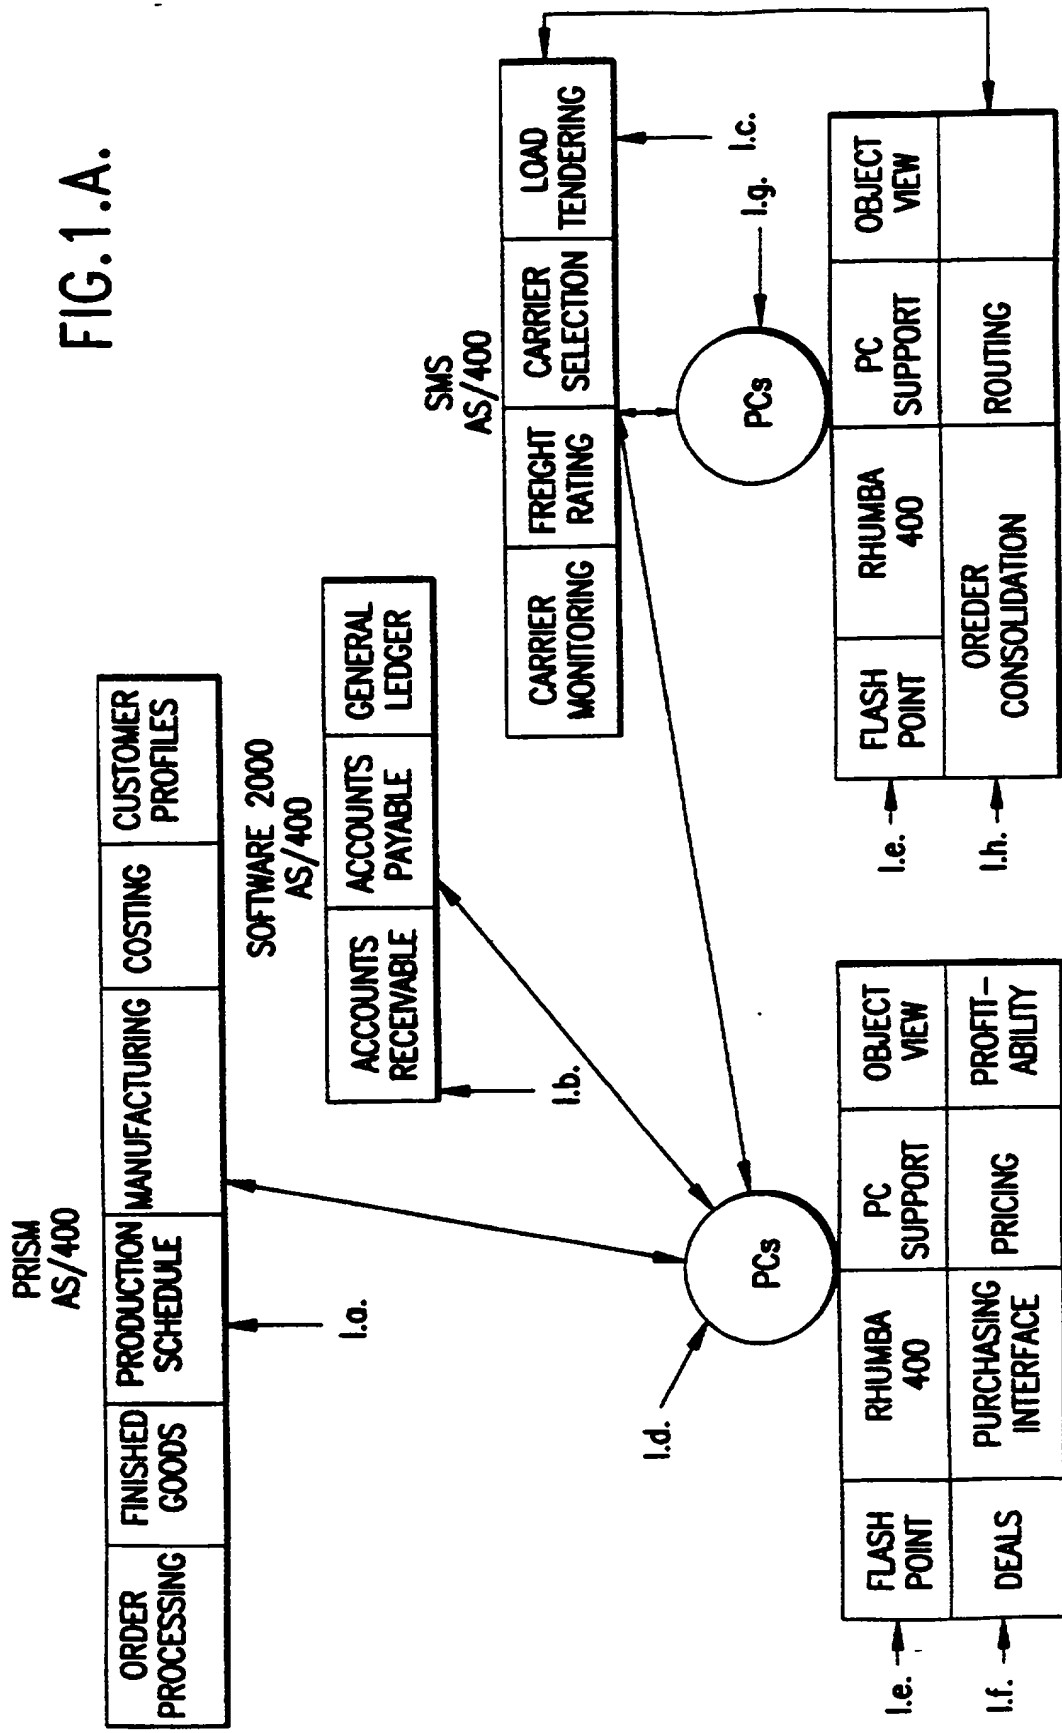 FIG.1.A.
PRISM
AS/400
ORDER
PROCESSING
FINISHED
GOODS
PRODUCTION
SCHEDULE
MANUFACTURING
COSTING
CUSTOMER
PROFILES
I.a.
SOFTWARE 2000
AS/400
ACCOUNTS
RECEIVABLE
ACCOUNTS
PAYABLE
GENERAL
LEDGER
I.b.
SMS
AS/400
CARRIER
MONITORING
FREIGHT
RATING
CARRIER
SELECTION
LOAD
TENDERING
I.c.
I.d.
PCs
I.g.
PCs
I.e.
FLASH
POINT
RHUMBA
400
PC
SUPPORT
OBJECT
VIEW
I.f.
DEALS
PURCHASING
INTERFACE
PRICING
PROFIT-
ABILITY
I.e.
FLASH
POINT
RHUMBA
400
PC
SUPPORT
OBJECT
VIEW
I.h.
OREDER
CONSOLIDATION
ROUTING